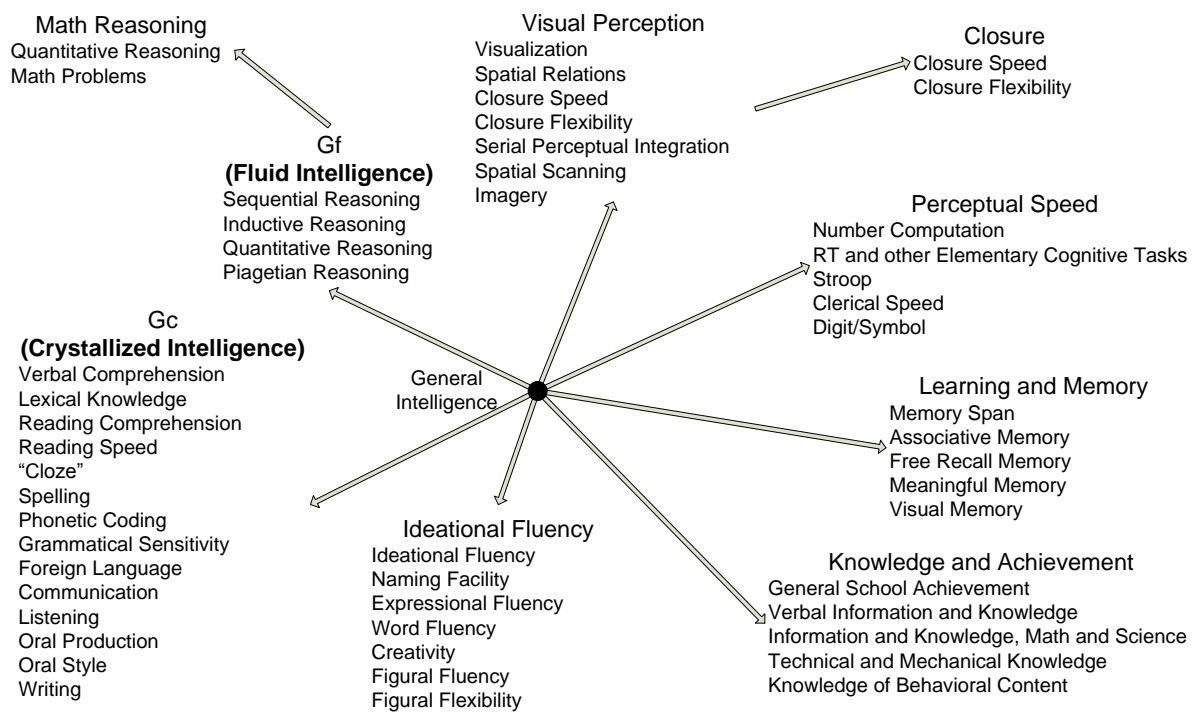 Math Reasoning
Quantitative Reasoning
Math Problems
Visual Perception
Visualization
Spatial Relations
Closure Speed
Closure Flexibility
Serial Perceptual Integration
Spatial Scanning
Imagery
Closure
Closure Speed
Closure Flexibility
Gf
(Fluid Intelligence)
Sequential Reasoning
Inductive Reasoning
Quantitative Reasoning
Piagetian Reasoning
Perceptual Speed
Number Computation
RT and other Elementary Cognitive Tasks
Stroop
Clerical Speed
Digit/Symbol
Gc
(Crystallized Intelligence)
Verbal Comprehension
Lexical Knowledge
Reading Comprehension
Reading Speed
“Cloze”
Spelling
Phonetic Coding
Grammatical Sensitivity
Foreign Language
Communication
Listening
Oral Production
Oral Style
Writing
General
Intelligence
Learning and Memory
Memory Span
Associative Memory
Free Recall Memory
Meaningful Memory
Visual Memory
Ideational Fluency
Ideational Fluency
Naming Facility
Expressional Fluency
Word Fluency
Creativity
Figural Fluency
Figural Flexibility
Knowledge and Achievement
General School Achievement
Verbal Information and Knowledge
Information and Knowledge, Math and Science
Technical and Mechanical Knowledge
Knowledge of Behavioral Content